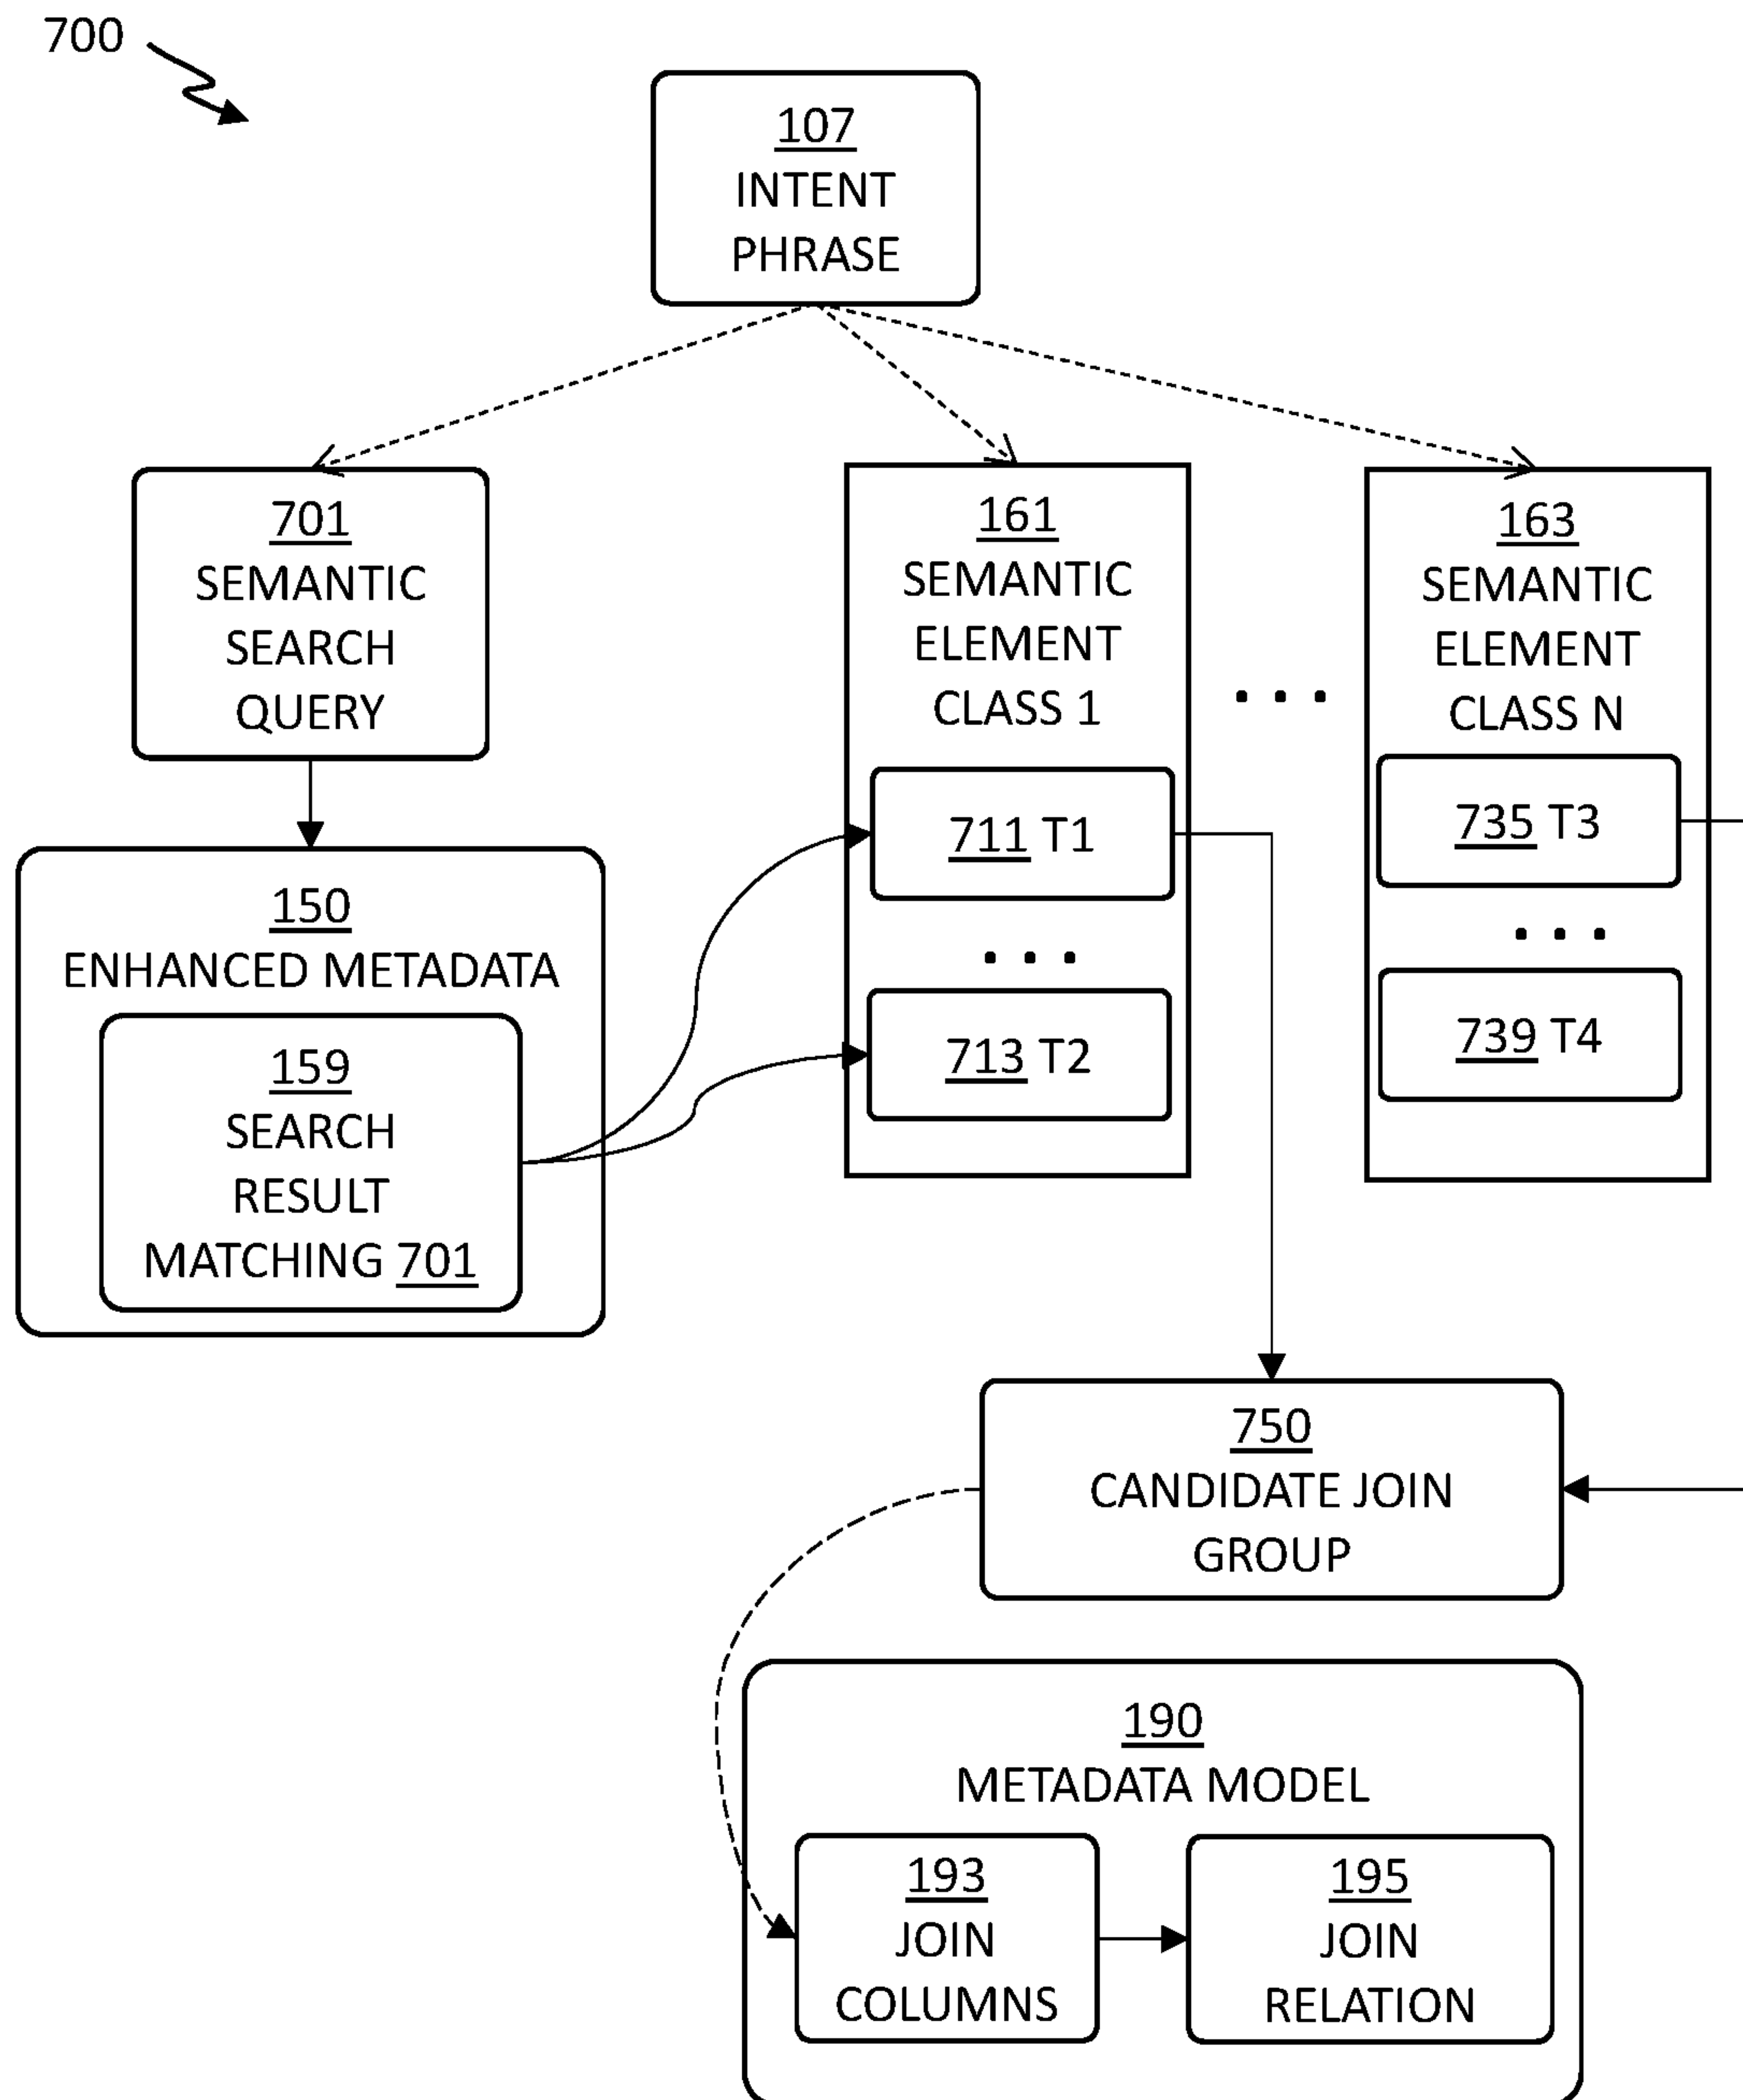 700
107
INTENT
PHRASE
701
SEMANTIC
SEARCH
QUERY
161
SEMANTIC
ELEMENT
CLASS 1
711 T1
. . .
713 T2
. . .
163
SEMANTIC
ELEMENT
CLASS N
735 T3
. . .
739 T4
150
ENHANCED METADATA
159
SEARCH
RESULT
MATCHING 701
750
CANDIDATE JOIN
GROUP
190
METADATA MODEL
193
JOIN
COLUMNS
195
JOIN
RELATION